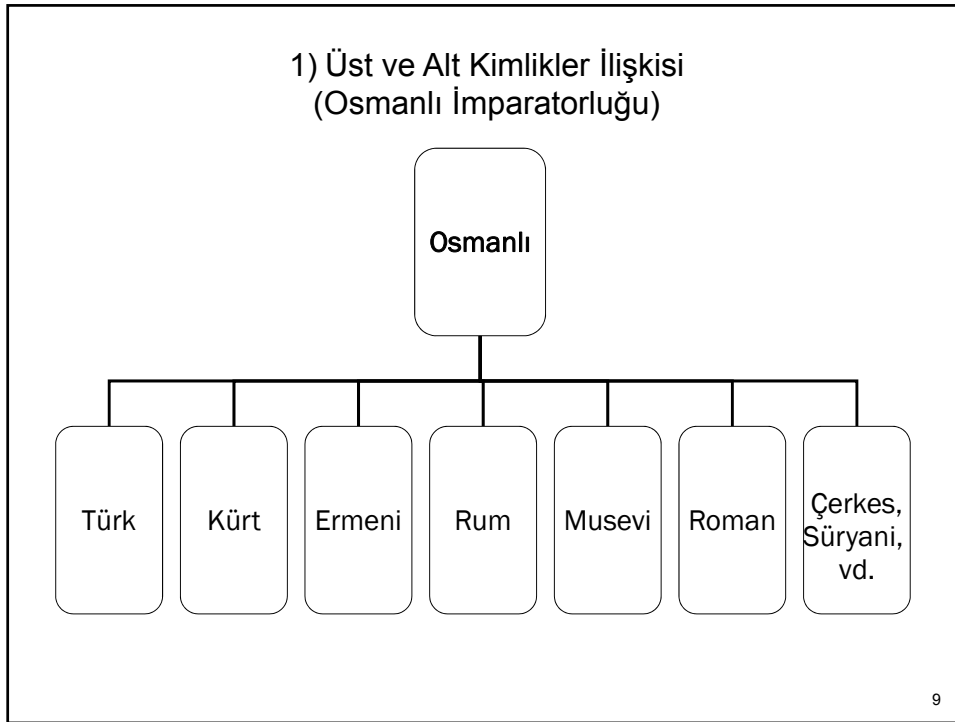 1) Üst ve Alt Kimlikler İlişkisi
(Osmanlı İmparatorluğu)
Osmanlı
Türk
Kürt
Ermeni
Rum
Musevi
Roman
Çerkes,
Süryani,
vd.
9